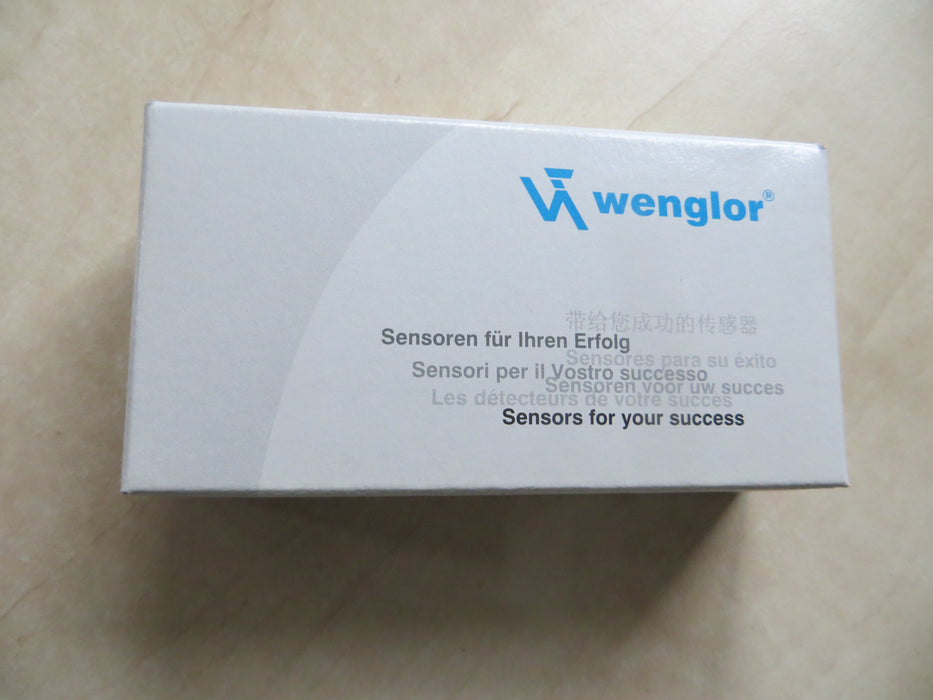 wenglor®
带给您成功的传感器
Sensoren für Ihren Erfolg
Sensores para su éxito
Sensori per il Vostro successo
Sensoren voor uw succes
Les détecteurs de votre succès
Sensors for your success